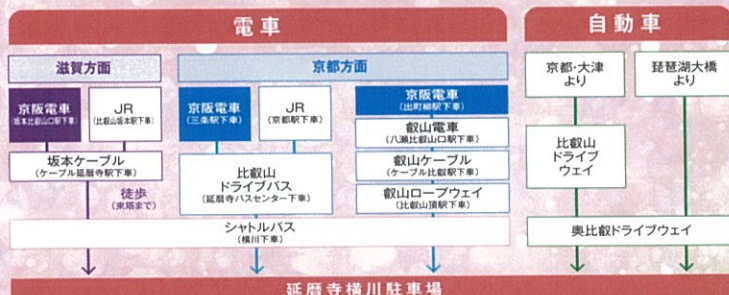 電車
滋賀方面
京都方面
京阪電車
(坂本比叡山口駅下車)
JR
(比叡山坂本駅下車)
坂本ケーブル
(ケーブル延暦寺駅下車)
徒歩
(東塔まで)
京阪電車
(三条駅下車)
JR
(京都駅下車)
比叡山
ドライブバス
(延暦寺バスセンター下車)
京阪電車
(出町柳駅下車)
叡山電車
(八瀬比叡山口駅下車)
叡山ケーブル
(ケーブル比叡駅下車)
叡山ロープウェイ
(比叡山頂駅下車)
シャトルバス
(横川下車)
自動車
京都・大津
より
琵琶湖大橋
より
比叡山
ドライブ
ウェイ
奥比叡ドライブウェイ
延暦寺横川駐車場